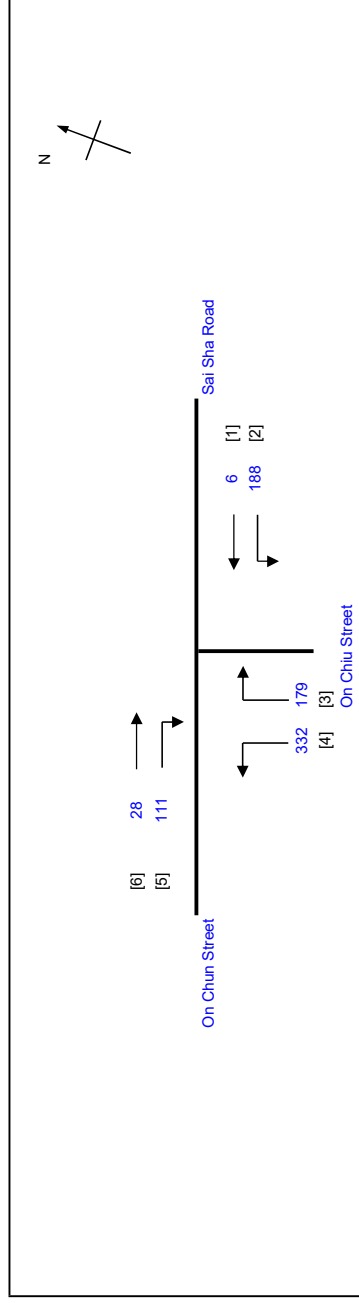 N
[6] 28
[5] 111
On Chun Street
Sai Sha Road
6 [1]
188 [2]
332 179
[4] [3]
On Chiu Street